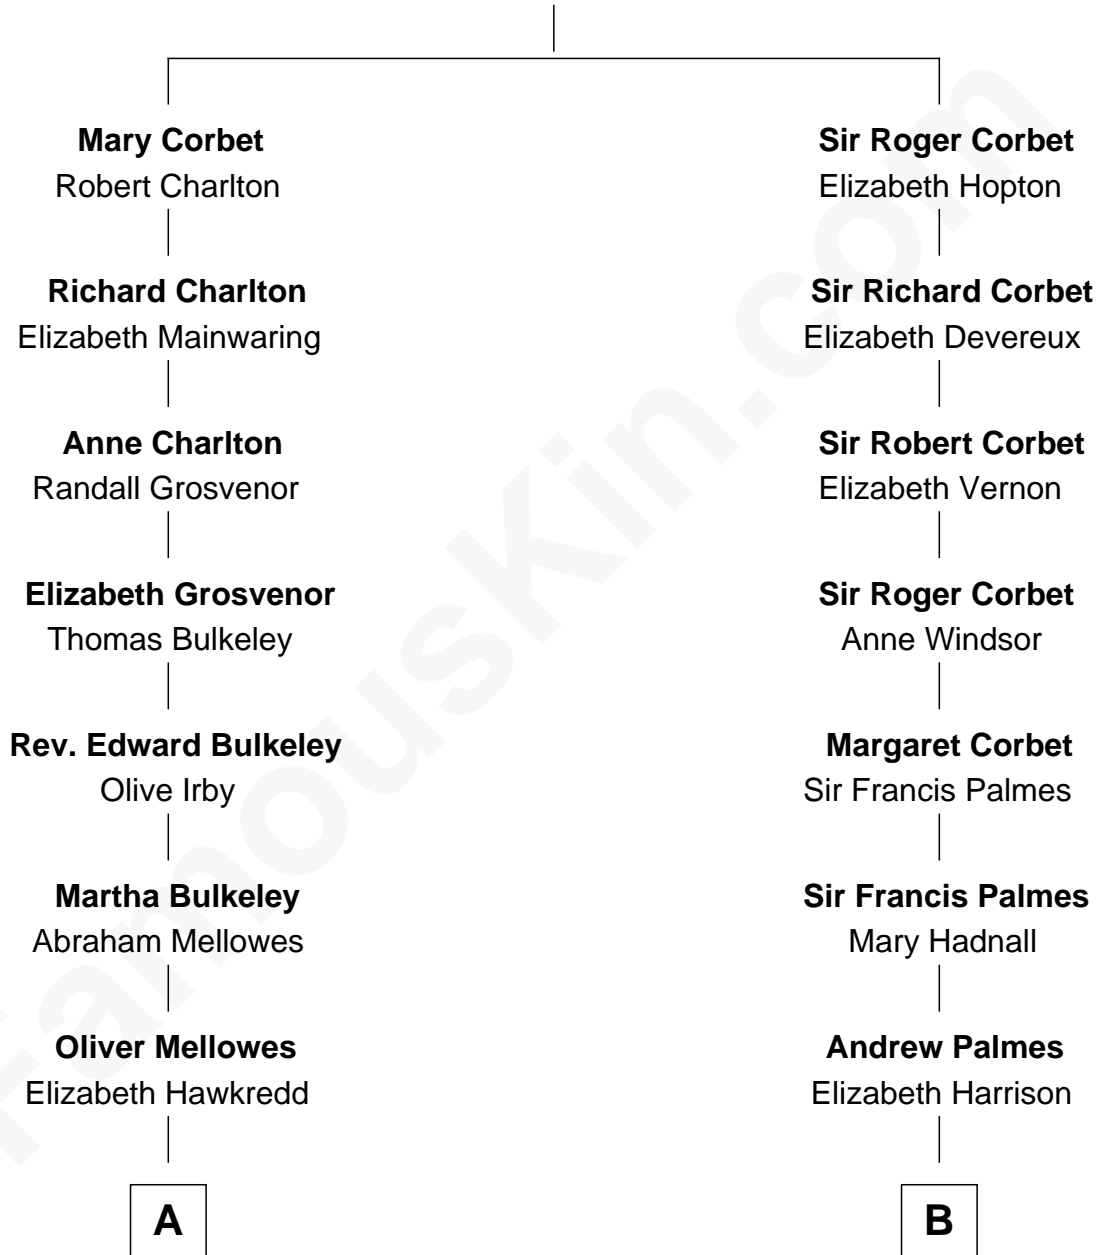 Mary Corbet
Robert Charlton
Richard Charlton
Elizabeth Mainwaring
Anne Charlton
Randall Grosvenor
Elizabeth Grosvenor
Thomas Bulkeley
Rev. Edward Bulkeley
Olive Irby
Martha Bulkeley
Abraham Mellowes
Oliver Mellowes
Elizabeth Hawkredd
A
Sir Roger Corbet
Elizabeth Hopton
Sir Richard Corbet
Elizabeth Devereux
Sir Robert Corbet
Elizabeth Vernon
Sir Roger Corbet
Anne Windsor
Margaret Corbet
Sir Francis Palmes
Sir Francis Palmes
Mary Hadnall
Andrew Palmes
Elizabeth Harrison
B
FamousKin.com